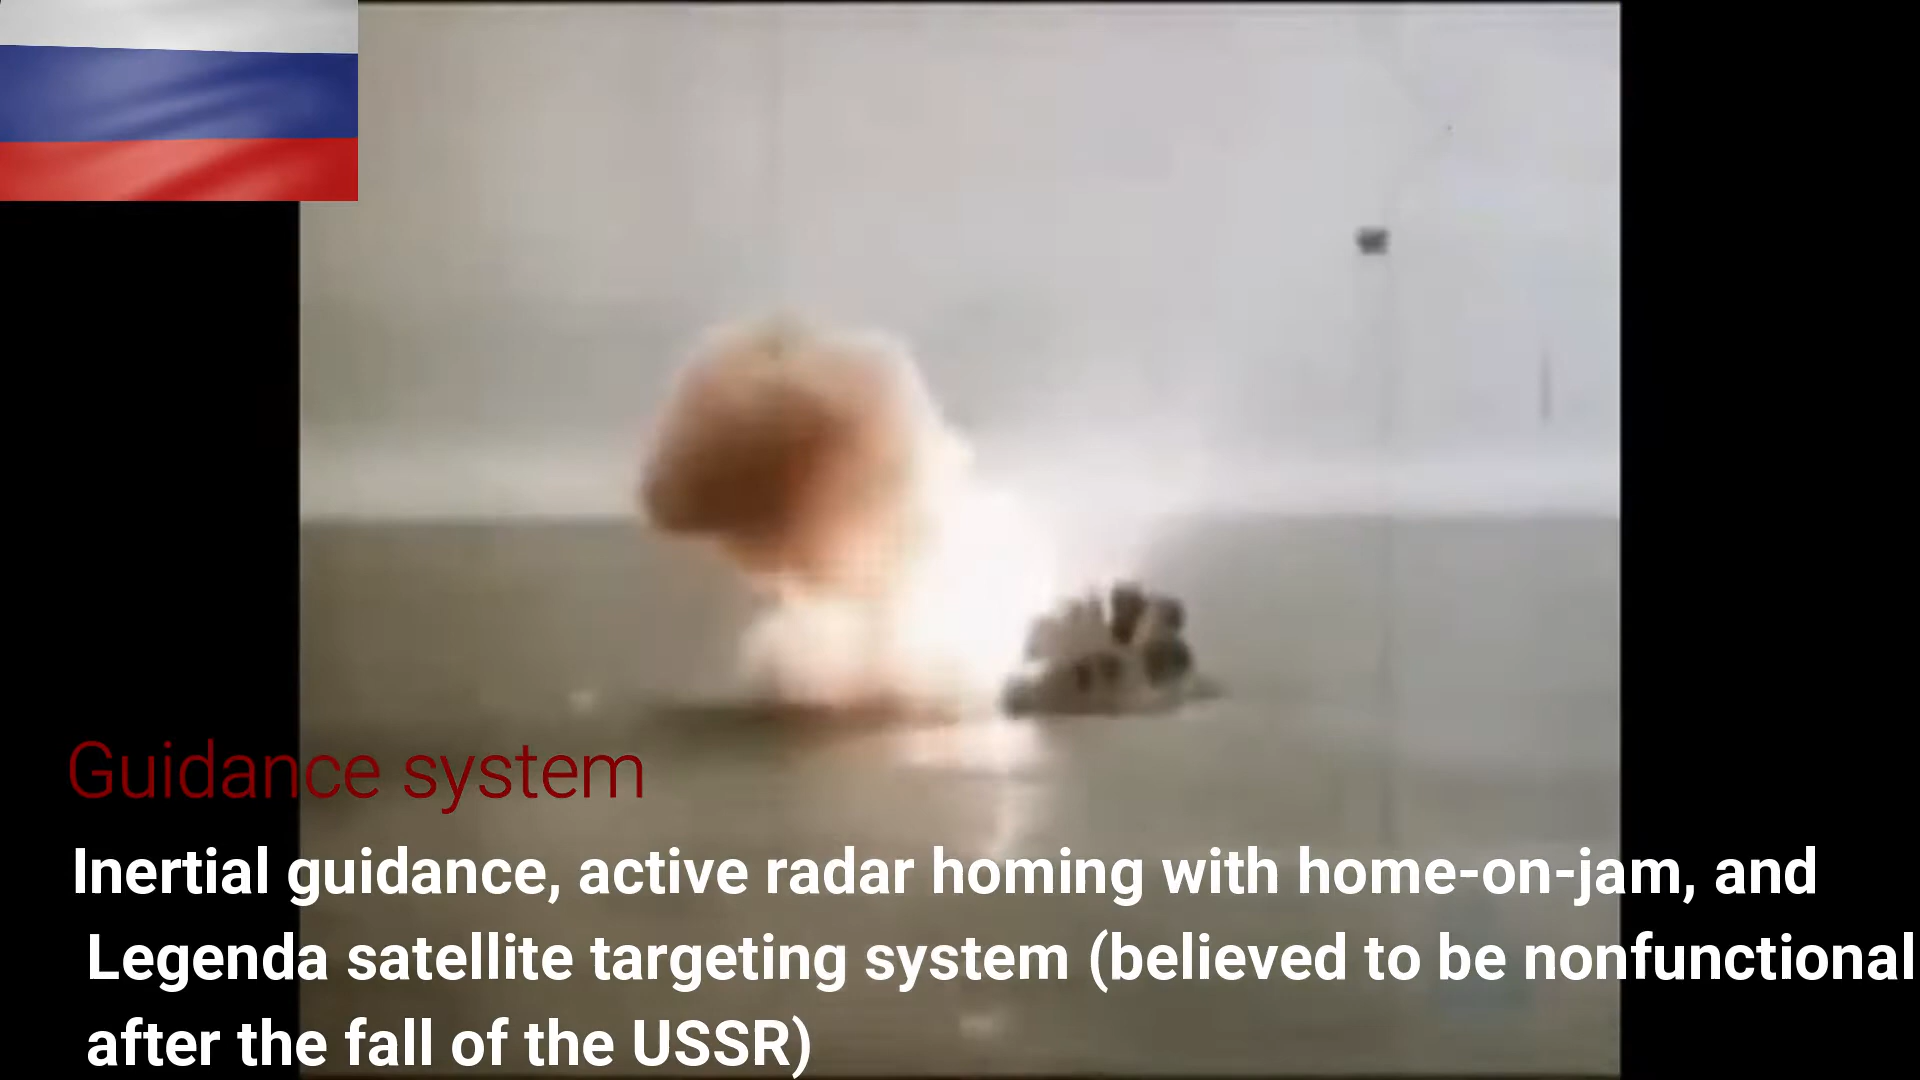 Guidance system
Inertial guidance, active radar homing with home-on-jam, and
Legenda satellite targeting system (believed to be nonfunctional
after the fall of the USSR)